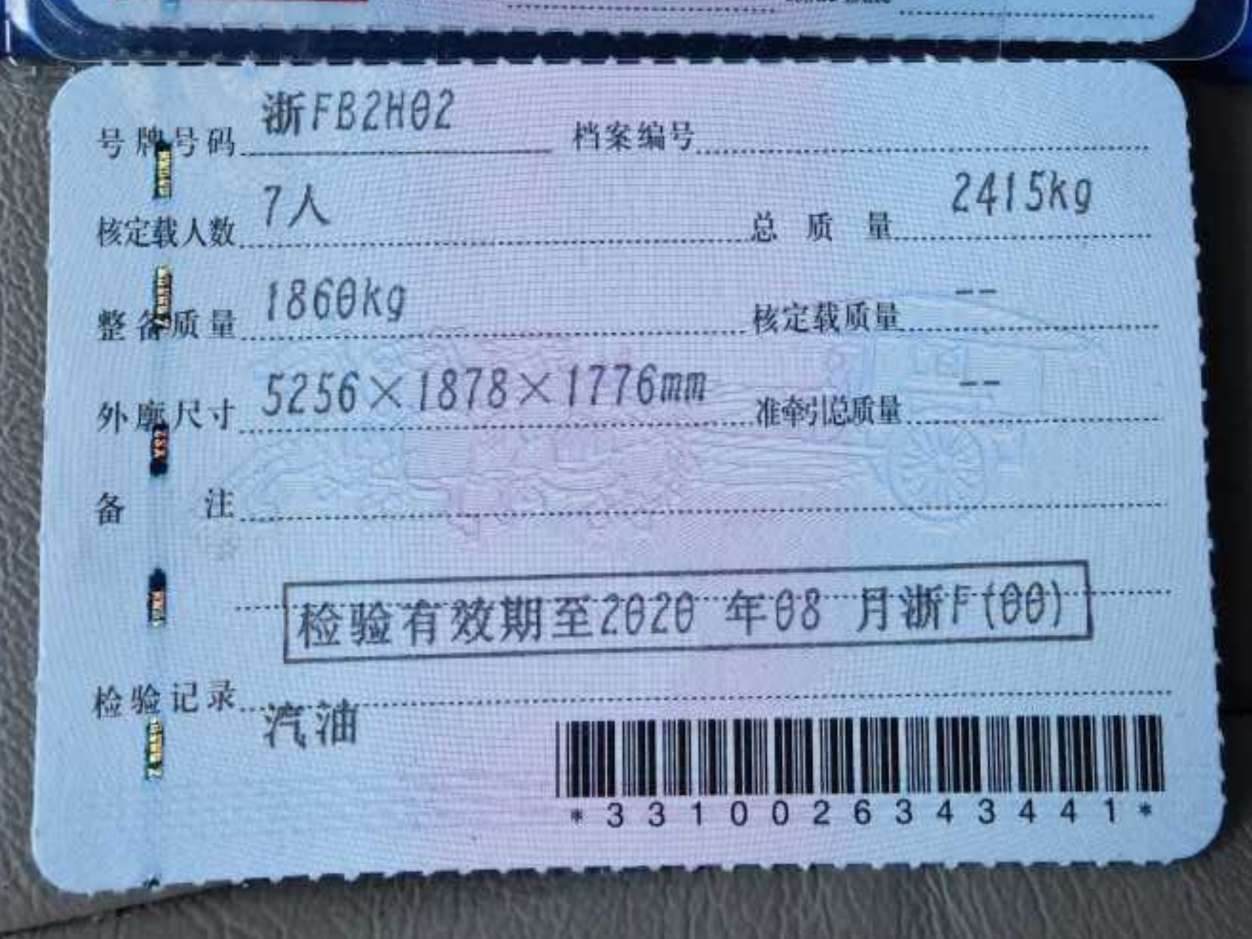 号牌号码 浙FB2H02 档案编号
核定载人数 7人 总质量 2415kg
整备质量 1860kg 核定载质量 --
外廓尺寸 5256×1878×1776mm 准牵引总质量 --
备注
检验有效期至2020 年08 月浙F(00)
检验记录
汽油
*3310026343441*